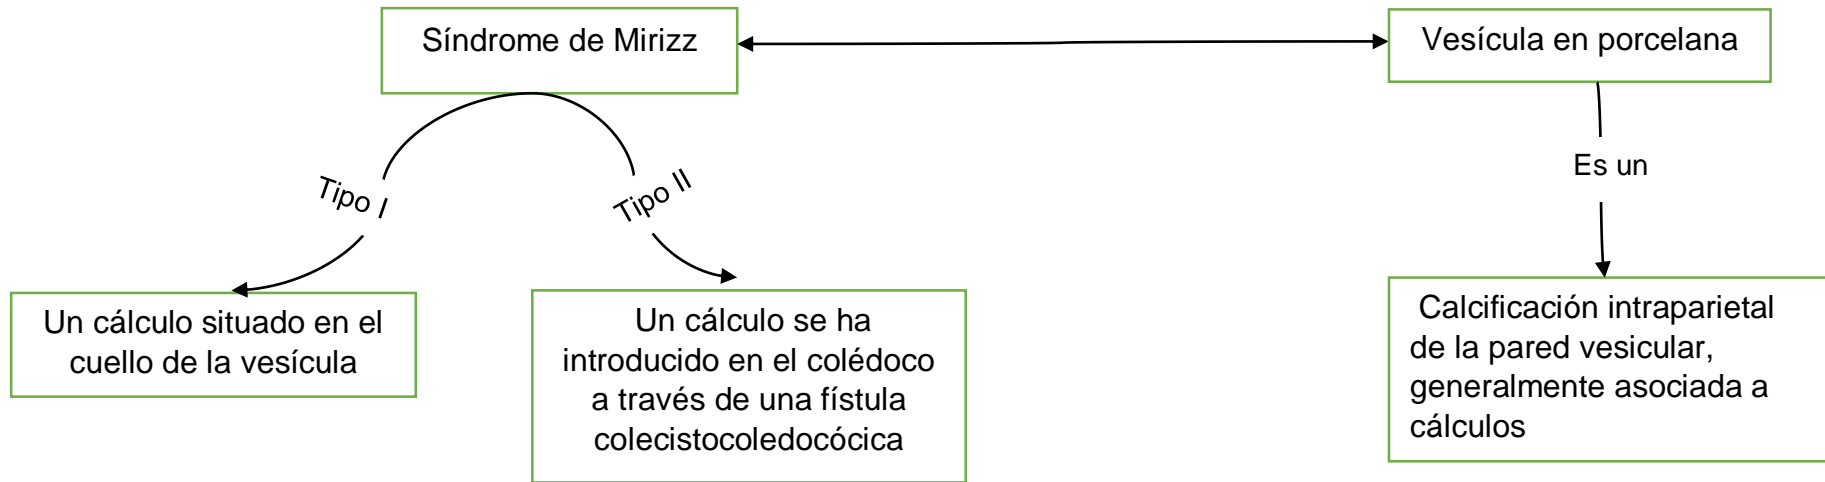 Síndrome de Mirizz
Vesícula en porcelana
Es un
Tipo I
Tipo II
Un cálculo situado en el
cuello de la vesícula
Un cálculo se ha
introducido en el colédoco
a través de una fístula
colecistocoledocócica
Calcificación intraparietal
de la pared vesicular,
generalmente asociada a
cálculos